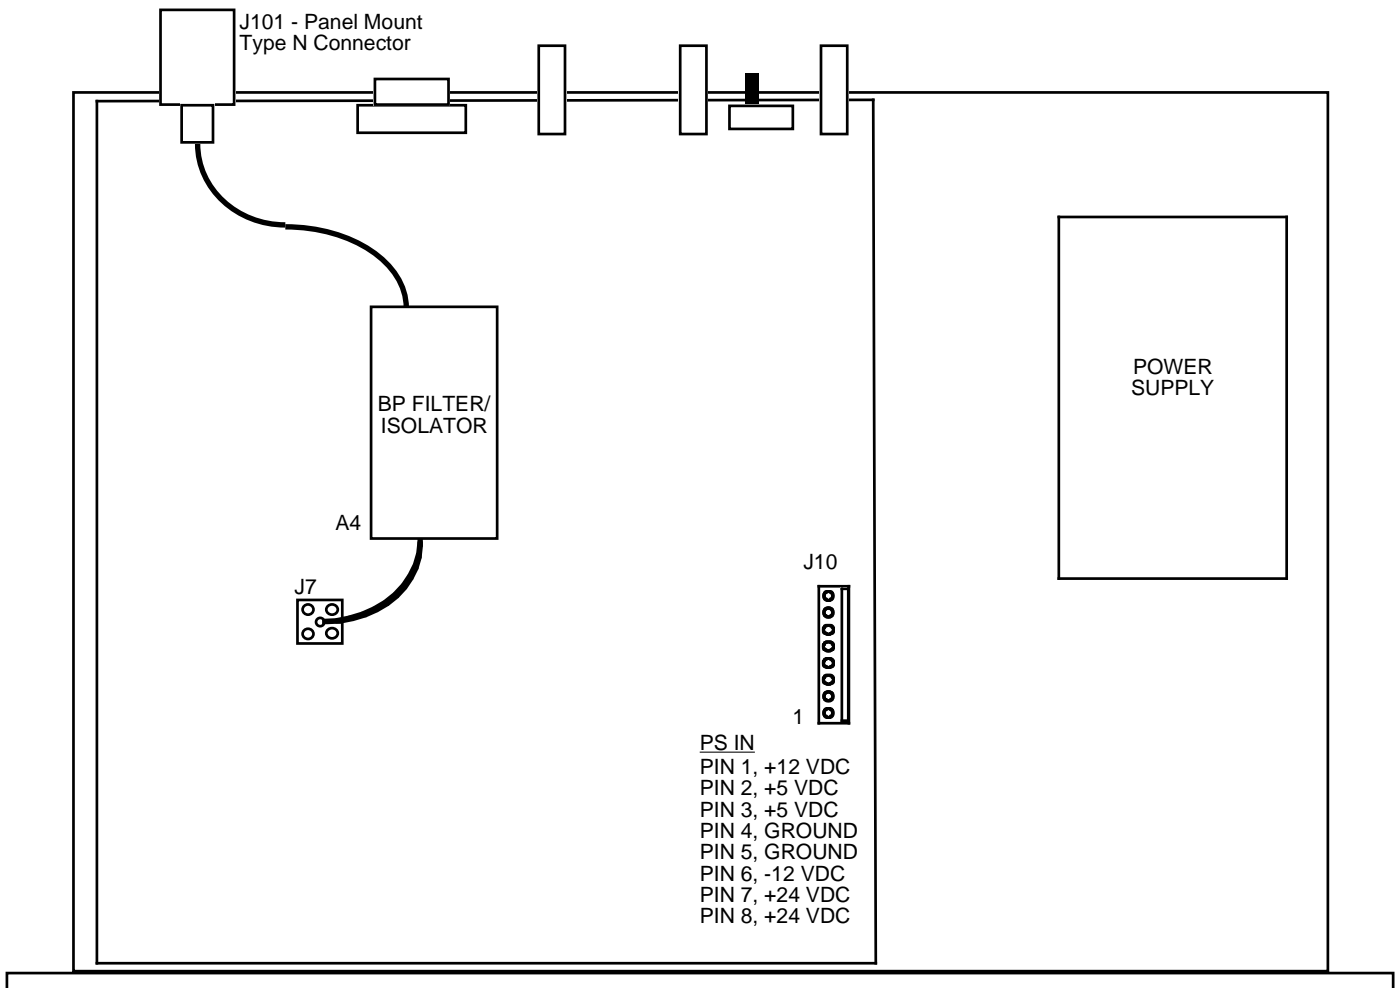 J101 - Panel Mount
Type N Connector
POWER
SUPPLY
BP FILTER/
ISOLATOR
A4
J7
J10
1
PS IN
PIN 1, +12 VDC
PIN 2, +5 VDC
PIN 3, +5 VDC
PIN 4, GROUND
PIN 5, GROUND
PIN 6, -12 VDC
PIN 7, +24 VDC
PIN 8, +24 VDC